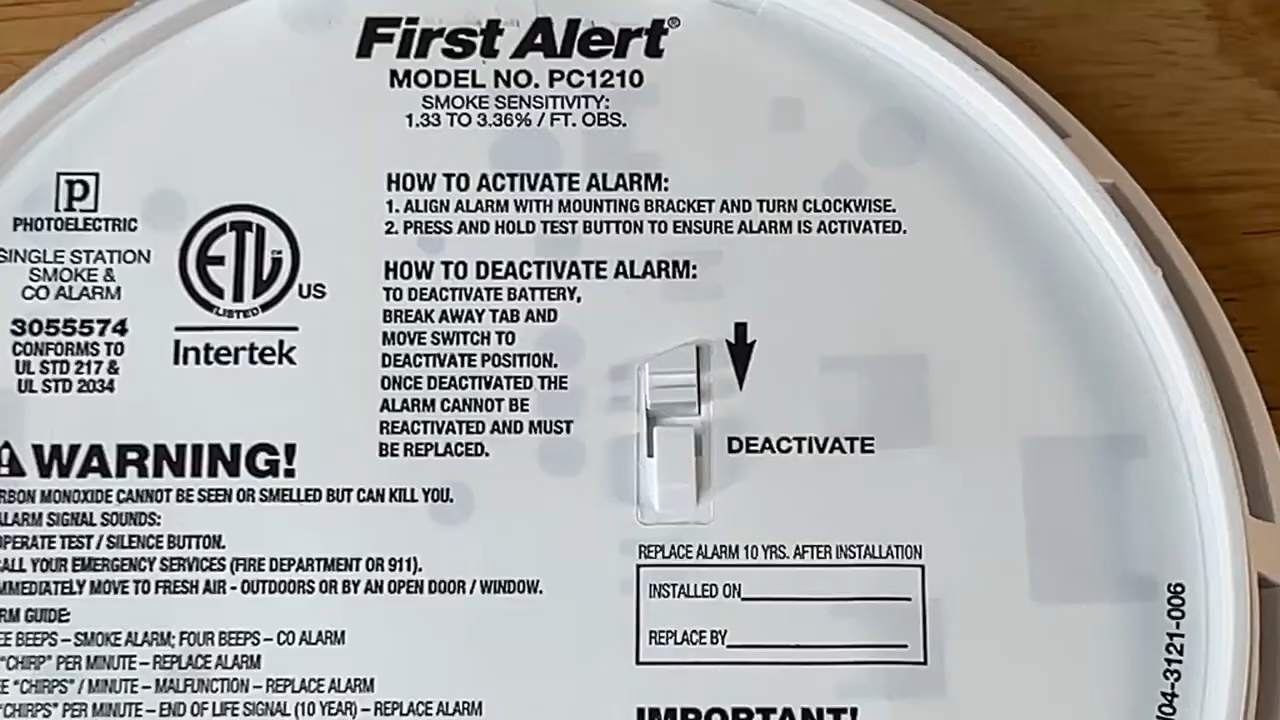 First Alert®
MODEL NO. PC1210
SMOKE SENSITIVITY:
1.33 TO 3.36% / FT. OBS.
P
PHOTOELECTRIC
SINGLE STATION
SMOKE &
CO ALARM
3055574
CONFORMS TO
UL STD 217 &
UL STD 2034
ETL
LISTED
US
Intertek
HOW TO ACTIVATE ALARM:
1. ALIGN ALARM WITH MOUNTING BRACKET AND TURN CLOCKWISE.
2. PRESS AND HOLD TEST BUTTON TO ENSURE ALARM IS ACTIVATED.
HOW TO DEACTIVATE ALARM:
TO DEACTIVATE BATTERY,
BREAK AWAY TAB AND
MOVE SWITCH TO
DEACTIVATE POSITION.
ONCE DEACTIVATED THE
ALARM CANNOT BE
REACTIVATED AND MUST
BE REPLACED.
DEACTIVATE
WARNING!
MONOXIDE CANNOT BE SEEN OR SMELLED BUT CAN KILL YOU.
ALARM SIGNAL SOUNDS:
OPERATE TEST / SILENCE BUTTON.
CALL YOUR EMERGENCY SERVICES (FIRE DEPARTMENT OR 911).
IMMEDIATELY MOVE TO FRESH AIR - OUTDOORS OR BY AN OPEN DOOR / WINDOW.
GUIDE:
BEEPS – SMOKE ALARM; FOUR BEEPS – CO ALARM
"CHIRP" PER MINUTE – REPLACE ALARM
"CHIRPS" / MINUTE – MALFUNCTION – REPLACE ALARM
"CHIRPS" PER MINUTE – END OF LIFE SIGNAL (10 YEAR) – REPLACE ALARM
REPLACE ALARM 10 YRS. AFTER INSTALLATION
INSTALLED ON
REPLACE BY
IMPORTANT!
04-3121-006